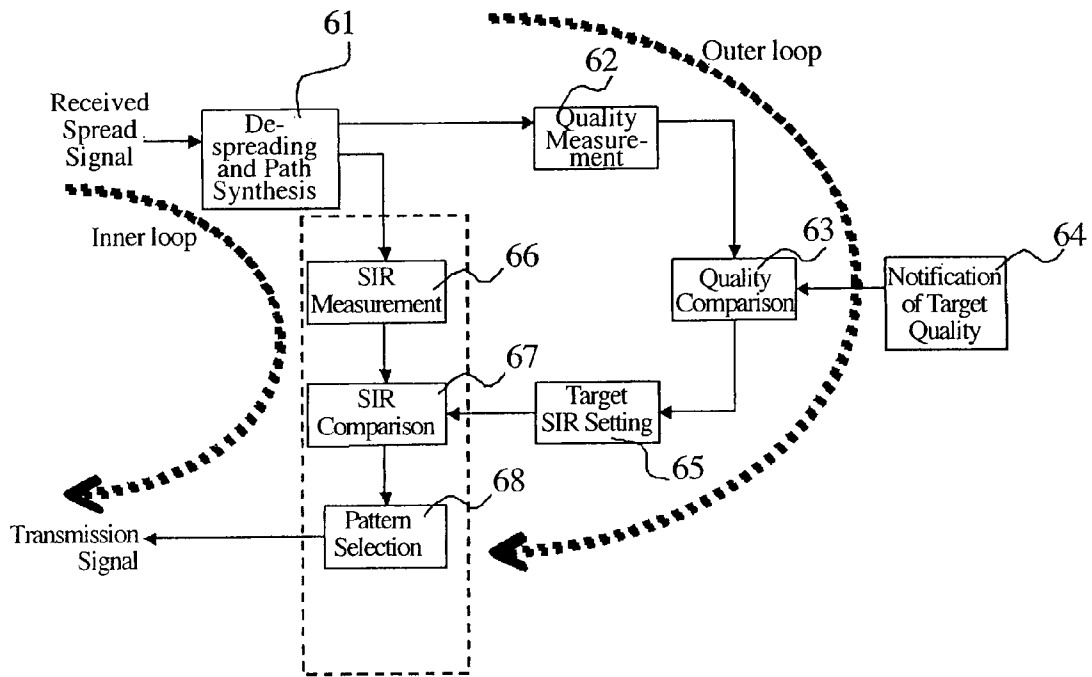 61
62
Outer loop
Received
Spread
Signal
De-
spreading
and Path
Synthesis
Quality
Measure-
ment
Inner loop
66
63
64
SIR
Measurement
Quality
Comparison
Notification
of Target
Quality
67
SIR
Comparison
Target
SIR Setting
65
68
Pattern
Selection
Transmission
Signal